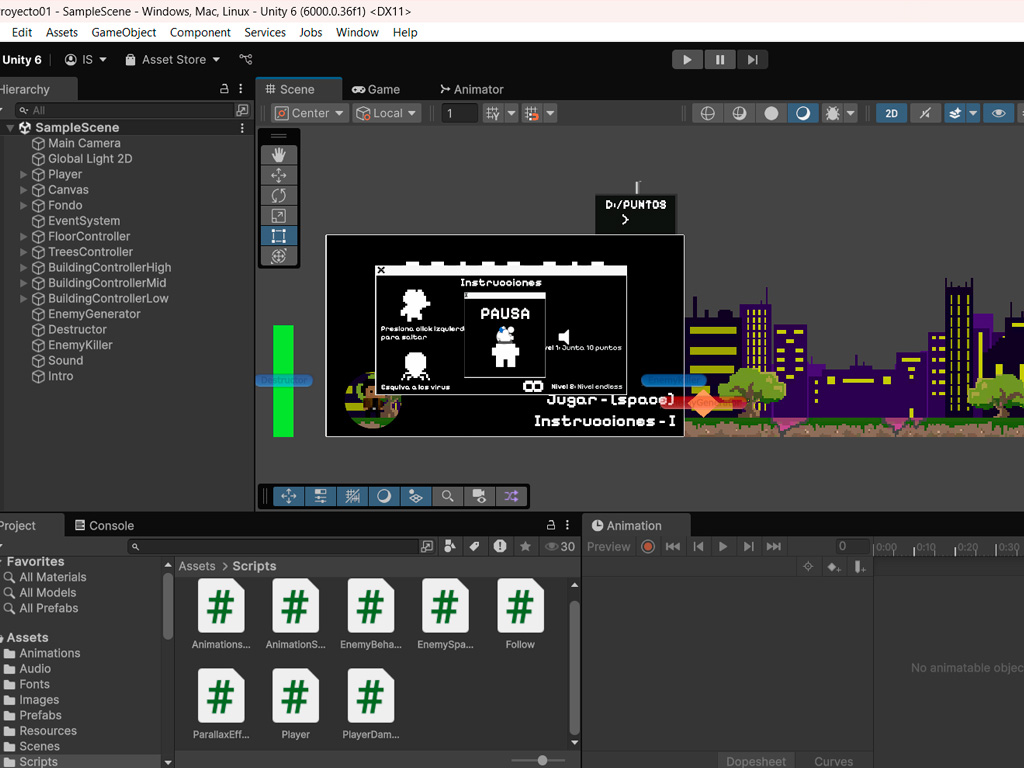 royecto01 - SampleScene - Windows, Mac, Linux - Unity 6 (6000.0.36f1) <DX11>
Edit Assets GameObject Component Services Jobs Window Help
Unity 6 IS Asset Store
Hierarchy
All
SampleScene
Main Camera
Global Light 2D
Player
Canvas
Fondo
EventSystem
FloorController
TreesController
BuildingControllerHigh
BuildingControllerMid
BuildingControllerLow
EnemyGenerator
Destructor
EnemyKiller
Sound
Intro
Scene Game Animator
Center Local 1 2D
D:/PUNTOS
>
Instrucciones
PAUSA
Presiona click Izquierd
para saltar
vel 1: Junta 10 puntos
Esquiva a los virus
Nivel 8: Nivel endless
Destructor
Jugar - (space)
Instrucciones - I
Project Console
30
Favorites
All Materials
All Models
All Prefabs
Assets
Animations
Audio
Fonts
Images
Prefabs
Resources
Scenes
Scripts
Assets > Scripts
Animations...
AnimationS...
EnemyBeha...
EnemySpa...
Follow
ParallaxEff...
Player
PlayerDam...
Animation
Preview 0 0:00 0:10 0:20 0:30
No animatable objec
Dopesheet Curves